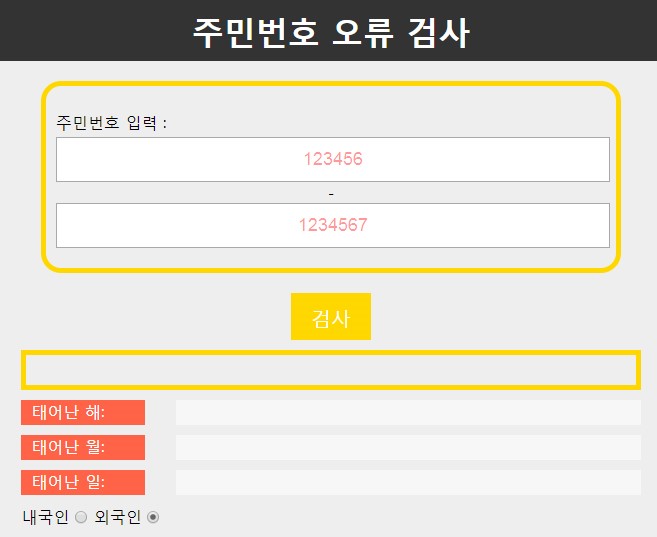 주민번호 오류 검사
주민번호 입력 :
123456
-
1234567
검사
태어난 해:
태어난 월:
태어난 일:
내국인 외국인